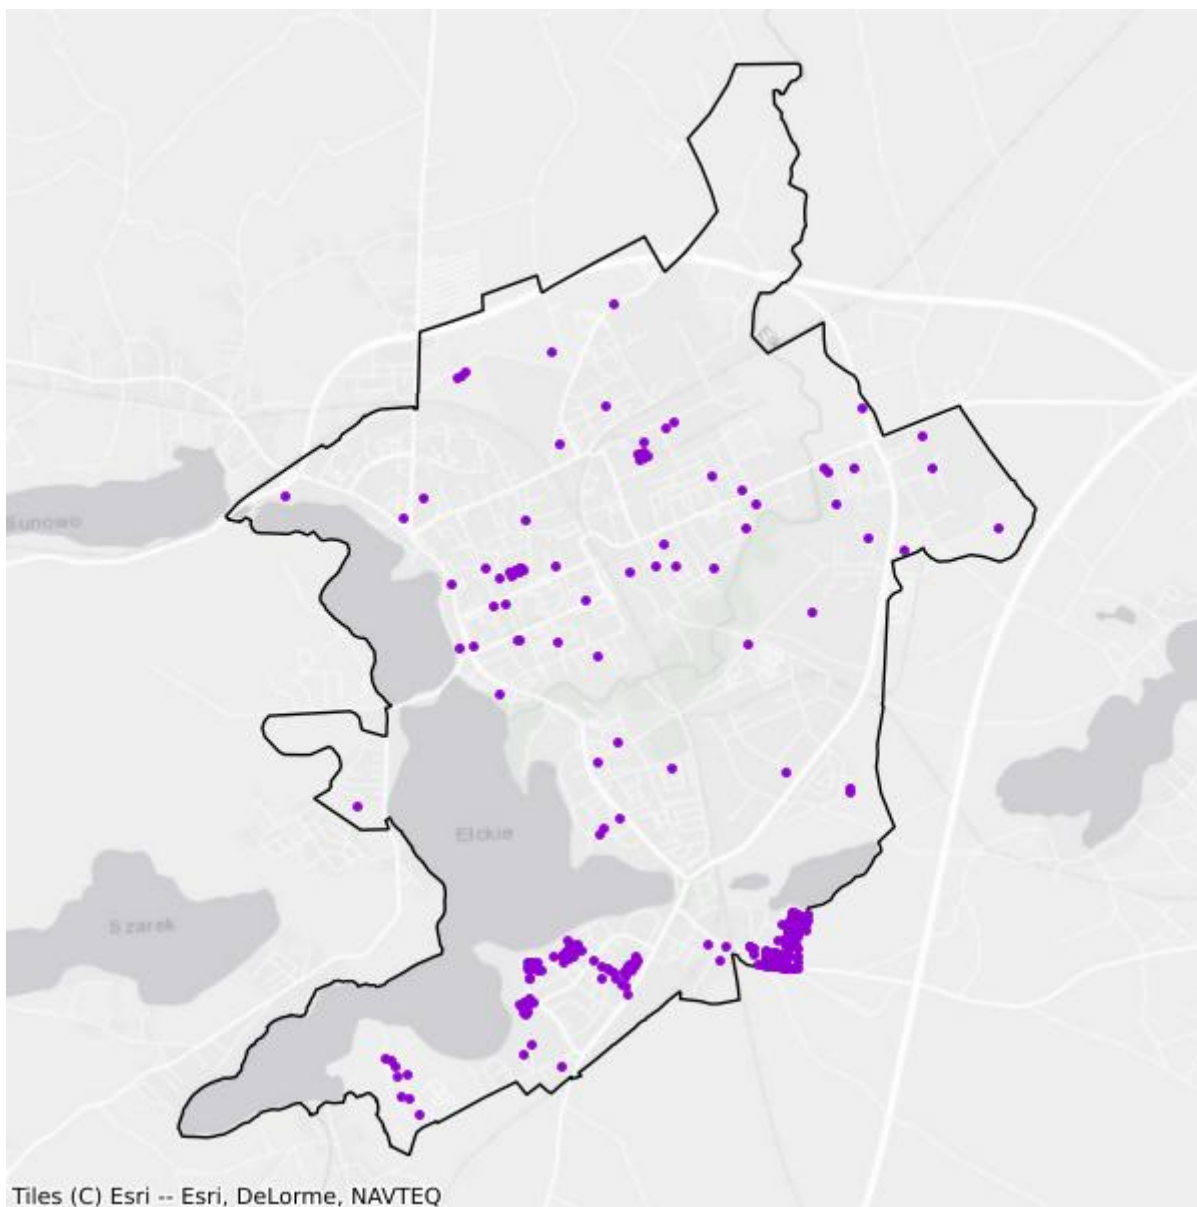 Sunowo
Ełckie
Szarek
Tiles (C) Esri -- Esri, DeLorme, NAVTEQ